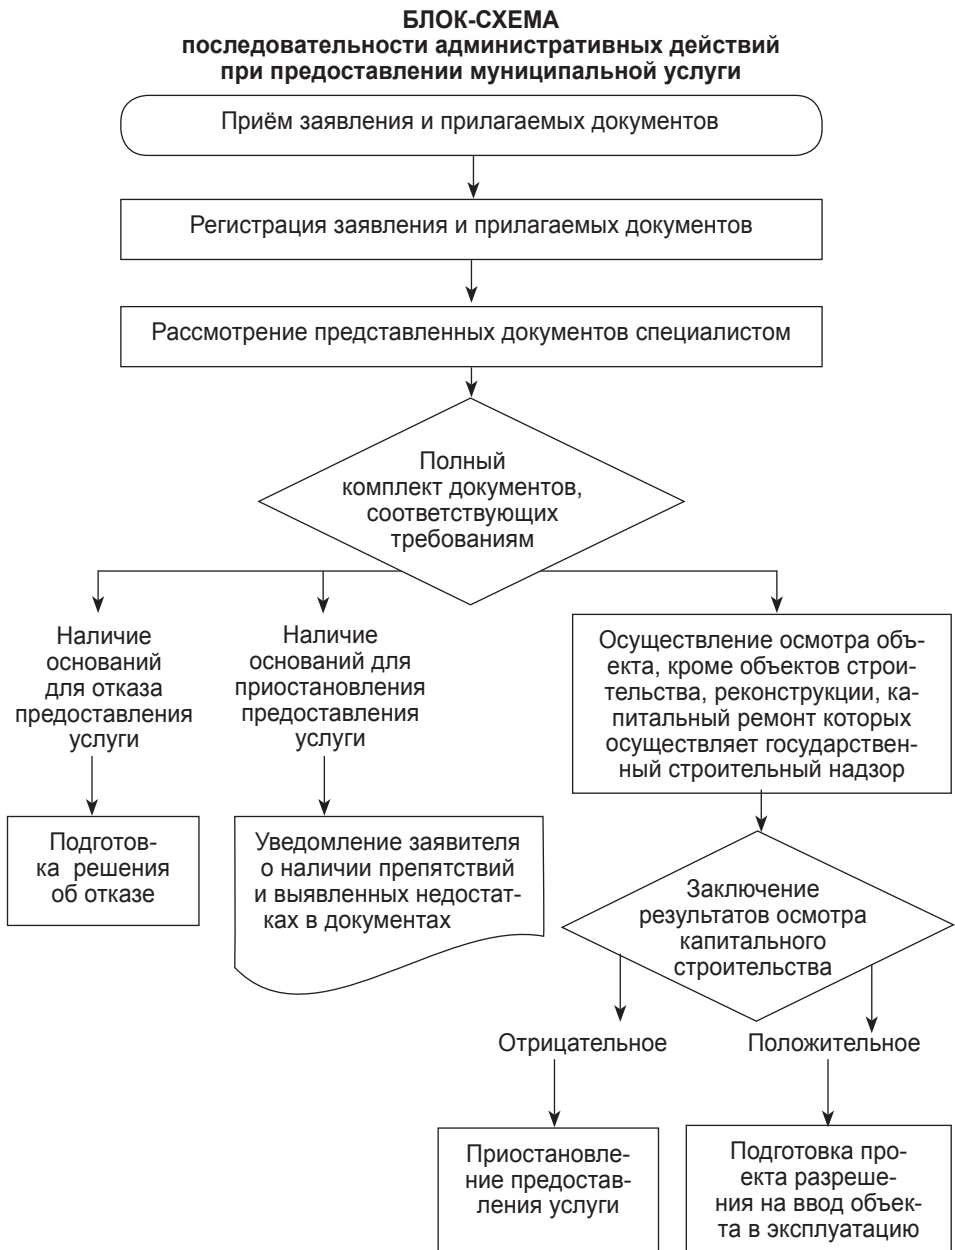 БЛОК-СХЕМА
последовательности административных действий
при предоставлении муниципальной услуги
Приём заявления и прилагаемых документов
Регистрация заявления и прилагаемых документов
Рассмотрение представленных документов специалистом
Полный
комплект документов,
соответствующих
требованиям
Наличие
оснований
для отказа
предоставления
услуги
Наличие
оснований для
приостановления
предоставления
услуги
Осуществление осмотра объ-
екта, кроме объектов строи-
тельства, реконструкции, ка-
питальный ремонт которых
осуществляет государствен-
ный строительный надзор
Подготов-
ка решения
об отказе
Уведомление заявителя
о наличии препятствий
и выявленных недостат-
ках в документах
Заключение
результатов осмотра
капитального
строительства
Отрицательное
Положительное
Приостановле-
ние предостав-
ления услуги
Подготовка про-
екта разреше-
ния на ввод объек-
та в эксплуатацию